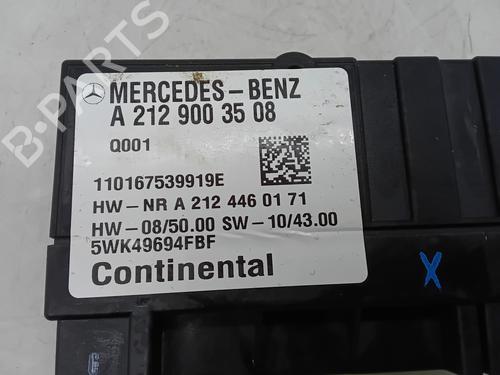 MERCEDES-BENZ
A 212 900 35 08
Q001
110167539919E
HW-NR A 212 446 01 71
HW-08/50.00 SW-10/43.00
5WK49694FBF
Continental
X
B-PARTS